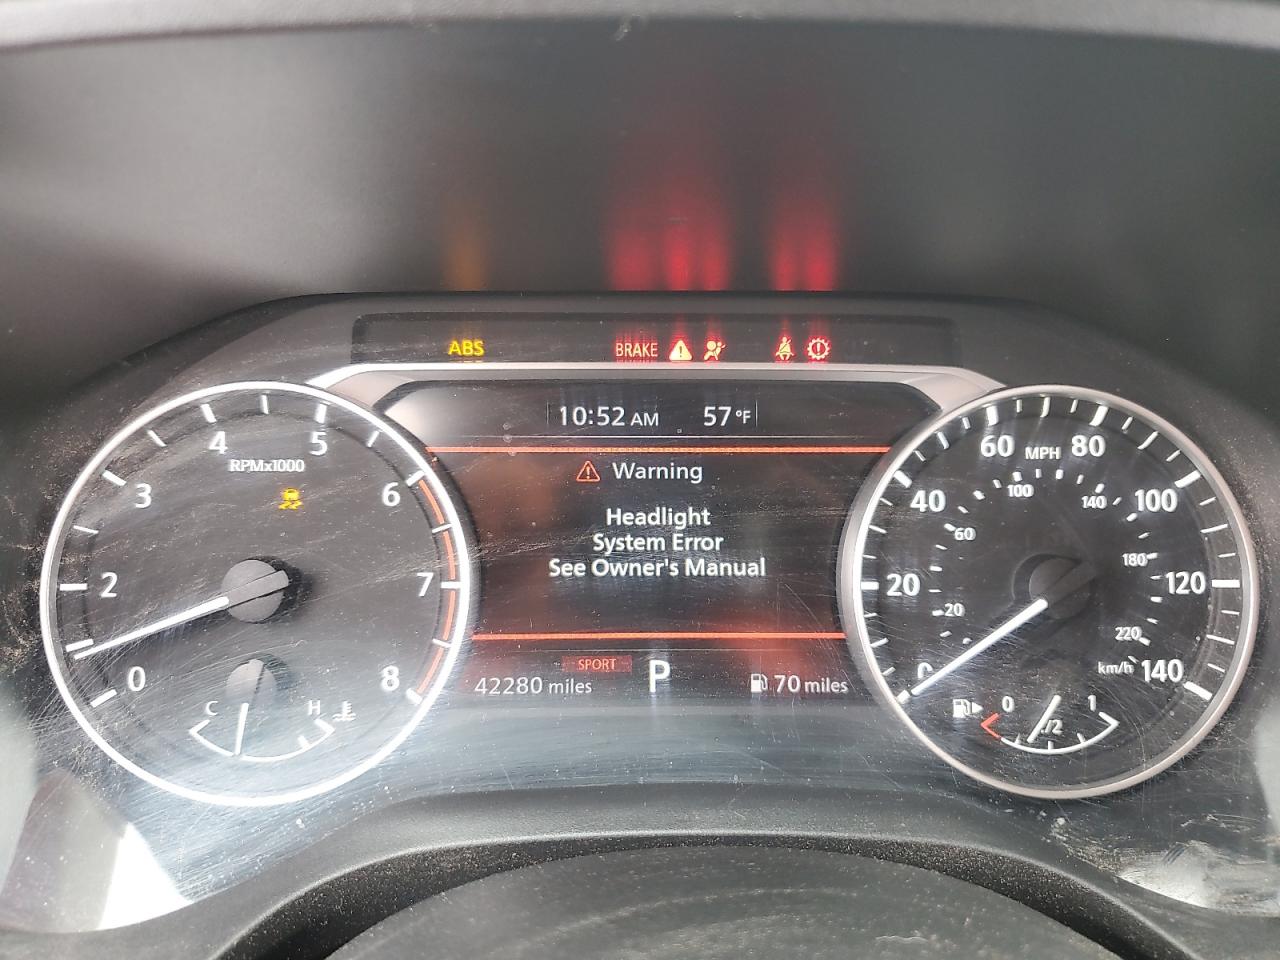 ABS
BRAKE
10:52 AM 57°F
Warning
Headlight
System Error
See Owner's Manual
SPORT
42280 miles P 70 miles
RPMx1000
0
2
3
4
5
6
7
8
C H
MPH
0
20
40
60
80
100
120
140
20
60
100
140
180
220
km/h
0 1/2 1